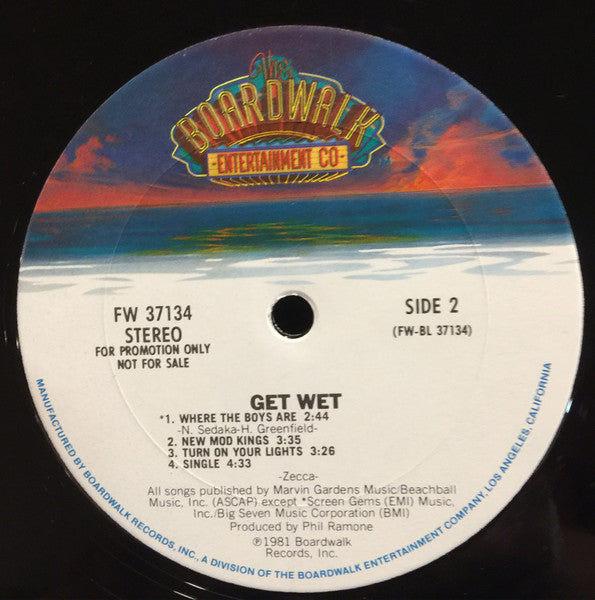 The
BOARDWALK
-ENTERTAINMENT CO-
FW 37134
STEREO
FOR PROMOTION ONLY
NOT FOR SALE
SIDE 2
(FW-BL 37134)
GET WET
*1. WHERE THE BOYS ARE 2:44
-N. Sedaka-H. Greenfield-
2. NEW MOD KINGS 3:35
3. TURN ON YOUR LIGHTS 3:26
4. SINGLE 4:33
-Zecca-
All songs published by Marvin Gardens Music/Beachball
Music, Inc. (ASCAP) except *Screen Gems (EMI) Music,
Inc./Big Seven Music Corporation (BMI)
Produced by Phil Ramone
℗1981 Boardwalk
Records, Inc.
MANUFACTURED BY BOARDWALK RECORDS, INC., A DIVISION OF THE BOARDWALK ENTERTAINMENT COMPANY, LOS ANGELES, CALIFORNIA